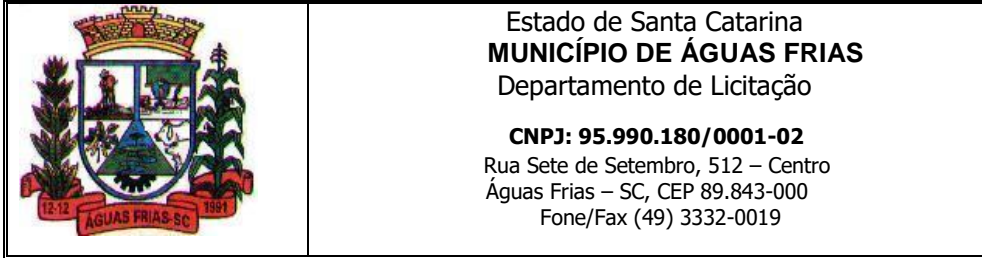 12-12
ÁGUAS FRIAS-SC
1991
Estado de Santa Catarina
MUNICÍPIO DE ÁGUAS FRIAS
Departamento de Licitação
CNPJ: 95.990.180/0001-02
Rua Sete de Setembro, 512 – Centro
Águas Frias – SC, CEP 89.843-000
Fone/Fax (49) 3332-0019